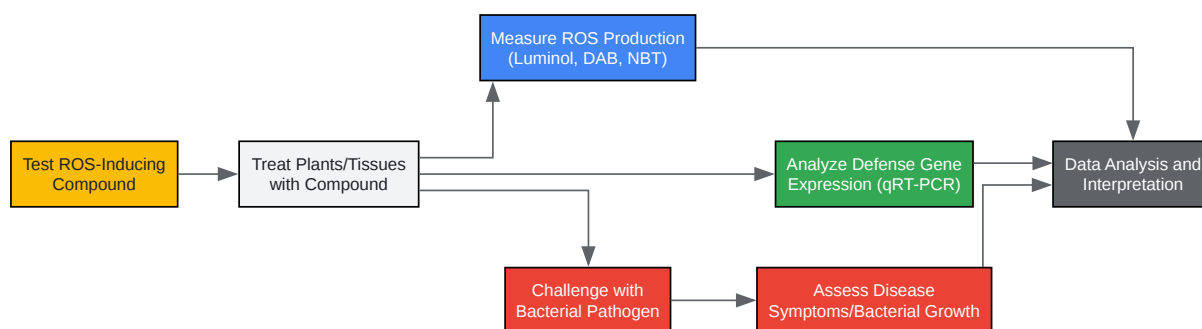 Measure ROS Production
(Luminol, DAB, NBT)
Test ROS-Inducing
Compound
Treat Plants/Tissues
with Compound
Analyze Defense Gene
Expression (qRT-PCR)
Data Analysis and
Interpretation
Challenge with
Bacterial Pathogen
Assess Disease
Symptoms/Bacterial Growth